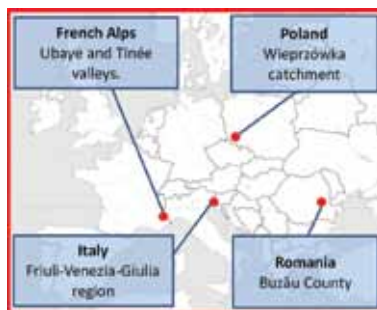 French Alps
Ubaye and Tinée
valleys.
Poland
Wieprzówka
catchment
Italy
Friuli-Venezia-Giulia
region
Romania
Buzău County